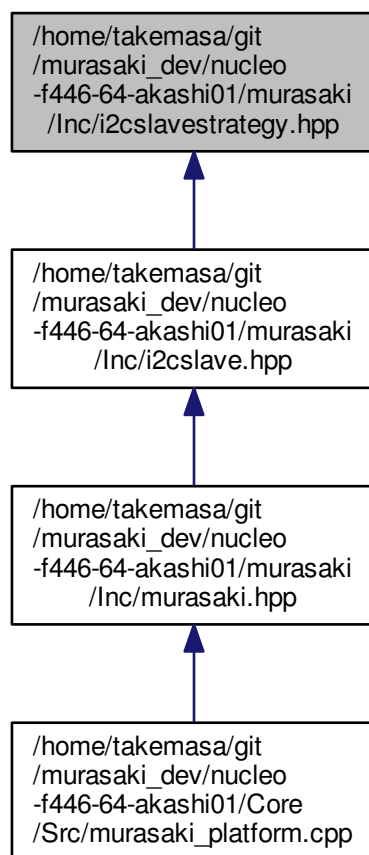 /home/takemasa/git
/murasaki_dev/nucleo
-f446-64-akashi01/murasaki
/Inc/i2cslavestrategy.hpp
/home/takemasa/git
/murasaki_dev/nucleo
-f446-64-akashi01/murasaki
/Inc/i2cslave.hpp
/home/takemasa/git
/murasaki_dev/nucleo
-f446-64-akashi01/murasaki
/Inc/murasaki.hpp
/home/takemasa/git
/murasaki_dev/nucleo
-f446-64-akashi01/Core
/Src/murasaki_platform.cpp